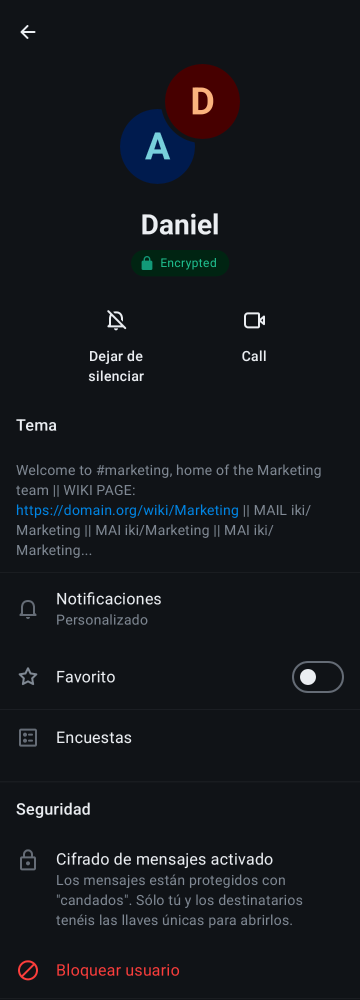 D
A
Daniel
Encrypted
Dejar de
silenciar
Call
Tema
Welcome to #marketing, home of the Marketing
team || WIKI PAGE:
https://domain.org/wiki/Marketing || MAIL iki/
Marketing || MAI iki/Marketing || MAI iki/
Marketing...
Notificaciones
Personalizado
Favorito
Encuestas
Seguridad
Cifrado de mensajes activado
Los mensajes están protegidos con
"candados". Sólo tú y los destinatarios
tenéis las llaves únicas para abrirlos.
Bloquear usuario